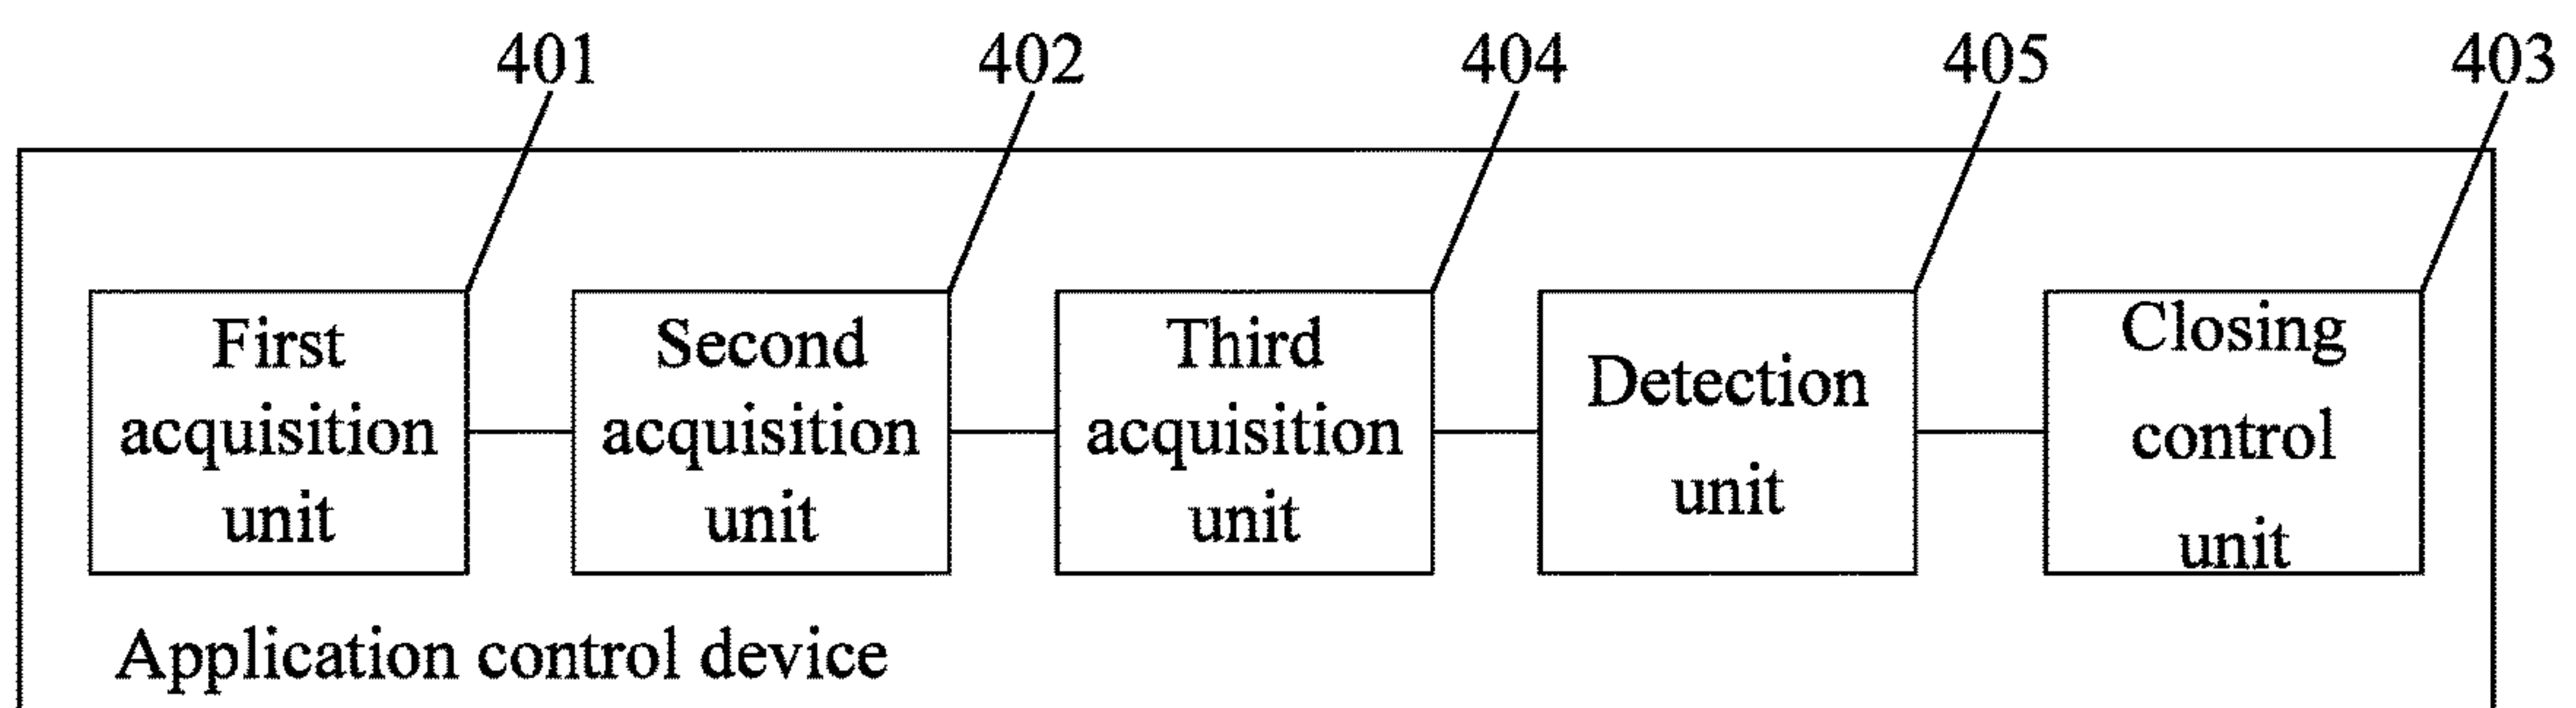 401
402
404
405
403
First
acquisition
unit
Second
acquisition
unit
Third
acquisition
unit
Detection
unit
Closing
control
unit
Application control device